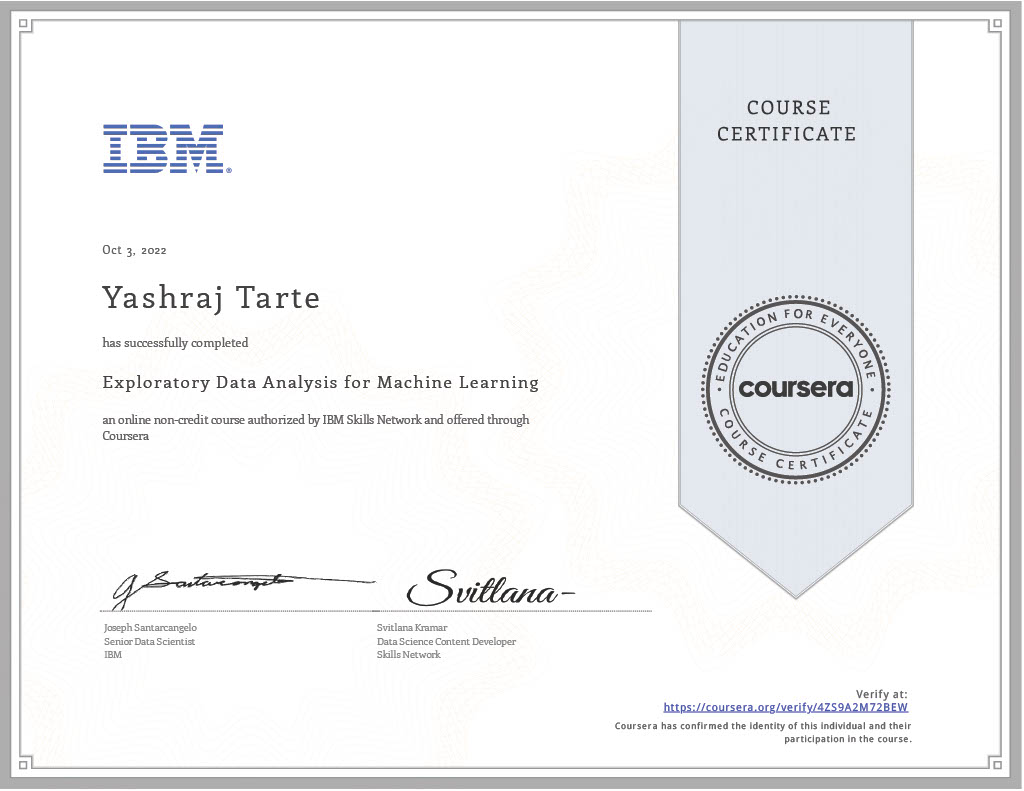 COURSE
CERTIFICATE
IBM®
Oct 3, 2022
Yashraj Tarte
has successfully completed
Exploratory Data Analysis for Machine Learning
an online non-credit course authorized by IBM Skills Network and offered through
Coursera
EDUCATION FOR EVERYONE
coursera
COURSE CERTIFICATE
J Santarcangelo
Svitlana
Joseph Santarcangelo
Senior Data Scientist
IBM
Svitlana Kramar
Data Science Content Developer
Skills Network
Verify at:
https://coursera.org/verify/4ZS9A2M72BEW
Coursera has confirmed the identity of this individual and their
participation in the course.